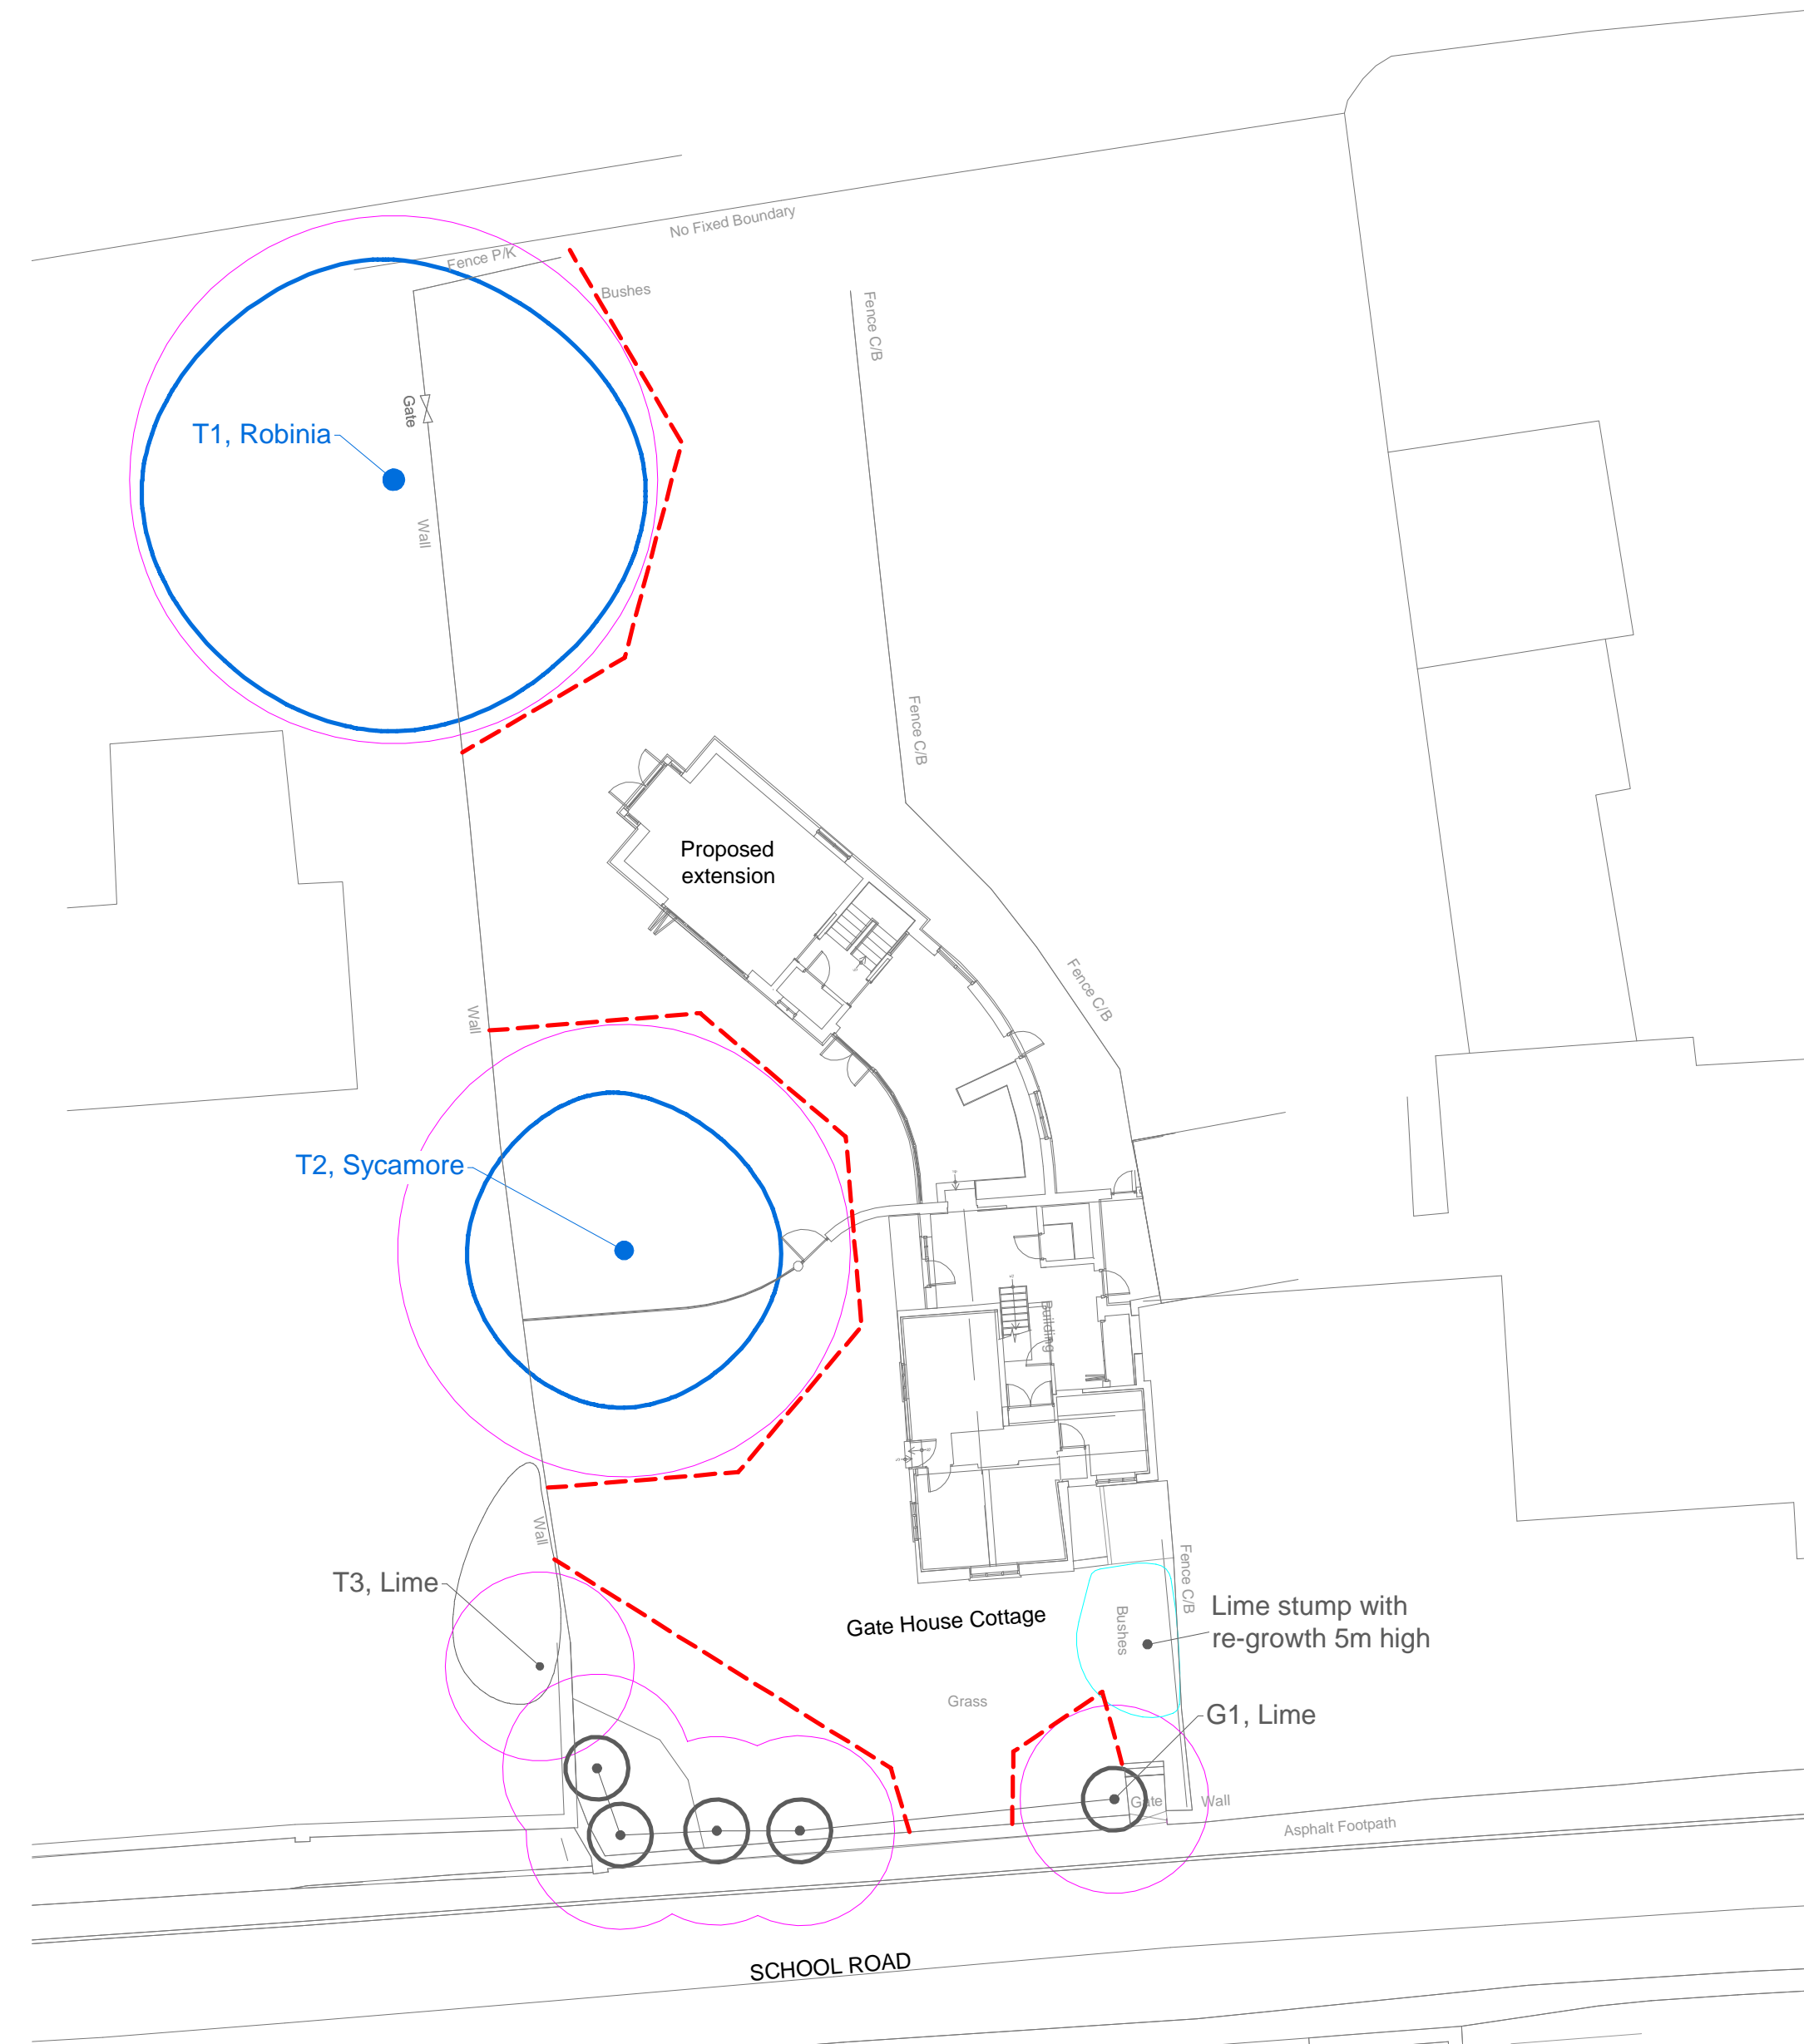 No Fixed Boundary
Fence P/K
Bushes
Fence C/B
Gate
T1, Robinia
Wall
Fence C/B
Proposed
extension
Fence C/B
Wall
T2, Sycamore
Building
Wall
Fence C/B
T3, Lime
Gate House Cottage
Bushes
Lime stump with
re-growth 5m high
Grass
G1, Lime
Gate
Wall
Asphalt Footpath
SCHOOL ROAD